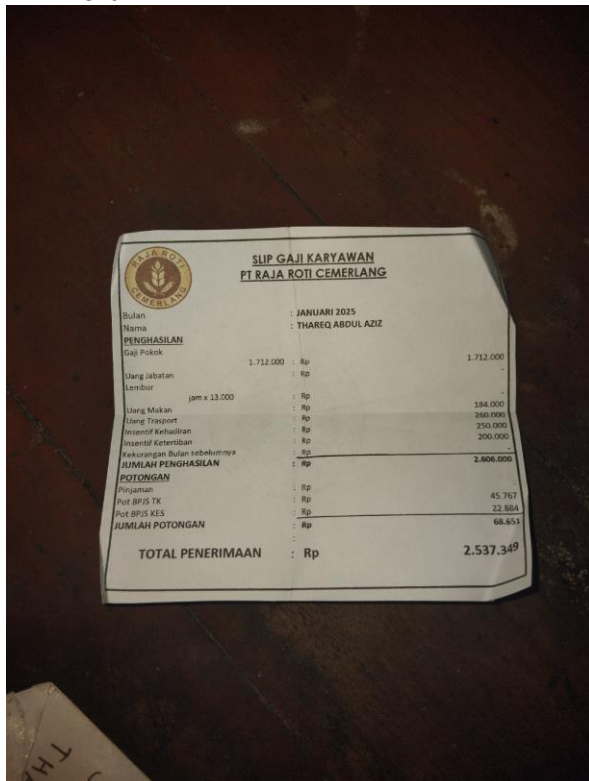 RAJA ROTI
CEMERLANG
SLIP GAJI KARYAWAN
PT RAJA ROTI CEMERLANG
Bulan : JANUARI 2025
Nama : THAREQ ABDUL AZIZ
PENGHASILAN
Gaji Pokok
1.712.000 : Rp 1.712.000
Uang Jabatan : Rp -
Lembur
jam x 13.000 : Rp -
Uang Makan : Rp 184.000
Uang Trasport : Rp 260.000
Insentif Kehadiran : Rp 250.000
Insentif Ketertiban : Rp 200.000
Kekurangan Bulan sebelumnya : Rp -
JUMLAH PENGHASILAN : Rp 2.606.000
POTONGAN
Pinjaman : Rp -
Pot BPJS TK : Rp 45.767
Pot BPJS KES : Rp 22.884
JUMLAH POTONGAN : Rp 68.651
:
TOTAL PENERIMAAN : Rp 2.537.349